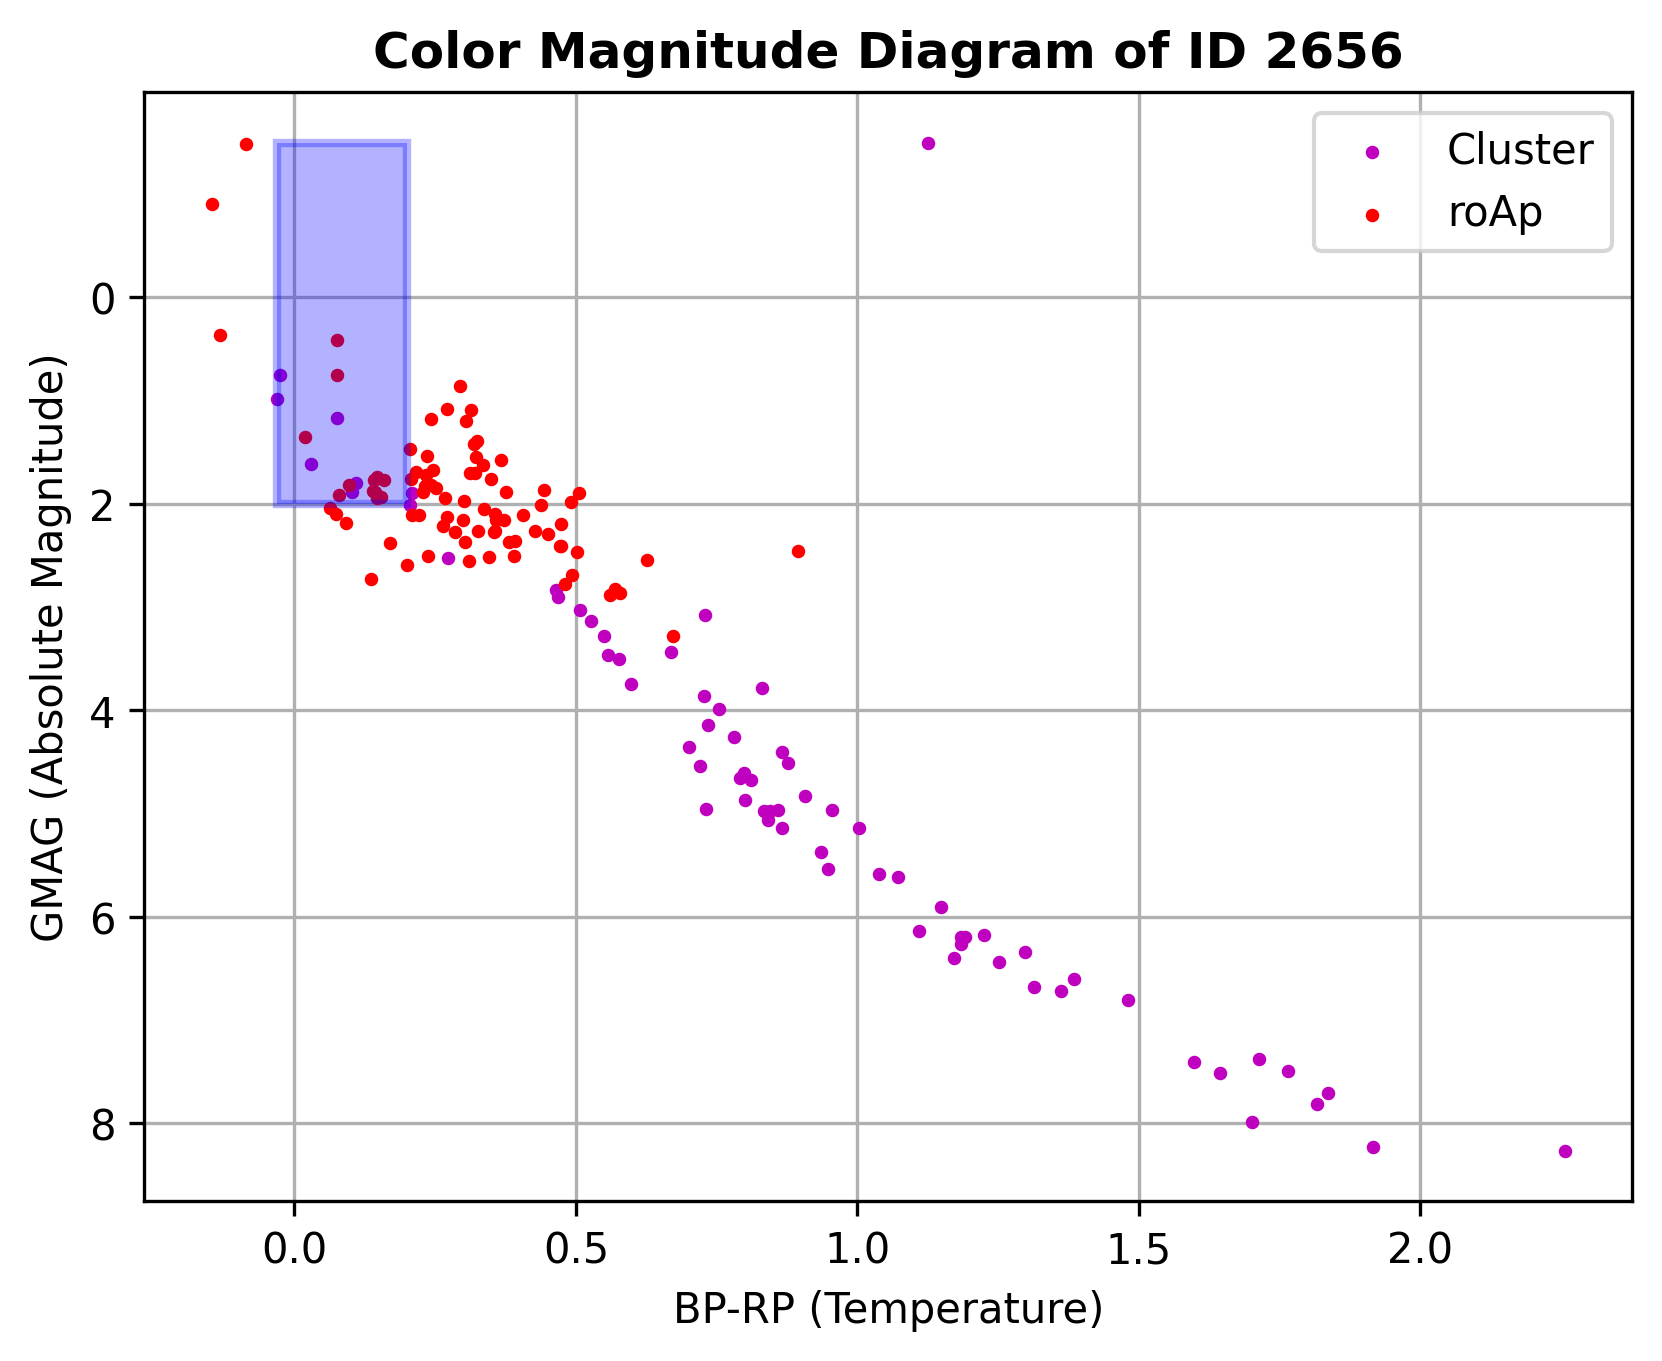 Color Magnitude Diagram of ID 2656
Cluster
roAp
GMAG (Absolute Magnitude)
0
2
4
6
8
0.0 0.5 1.0 1.5 2.0
BP-RP (Temperature)